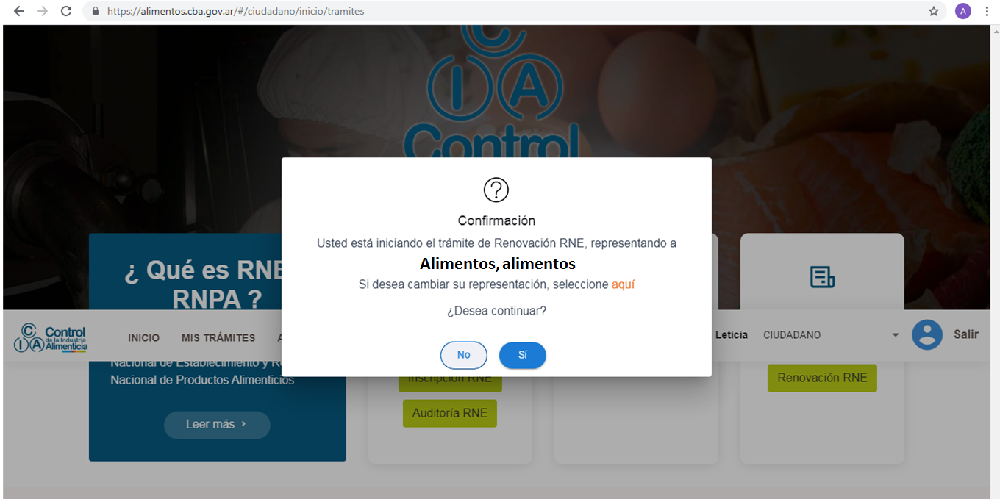 https://alimentos.cba.gov.ar/#/ciudadano/inicio/tramites
A
C
I A
Control
¿ Qué es RNE
RNPA ?
Confirmación
Usted está iniciando el trámite de Renovación RNE, representando a
Alimentos, alimentos
Si desea cambiar su representación, seleccione aquí
¿Desea continuar?
No
Sí
C
I A
Control
de la Industria
Alimenticia
INICIO
MIS TRÁMITES
A
Leticia
CIUDADANO
Salir
Nacional de Establecimiento y R
Nacional de Productos Alimenticios
Leer más ›
Inscripción RNE
Auditoría RNE
Renovación RNE